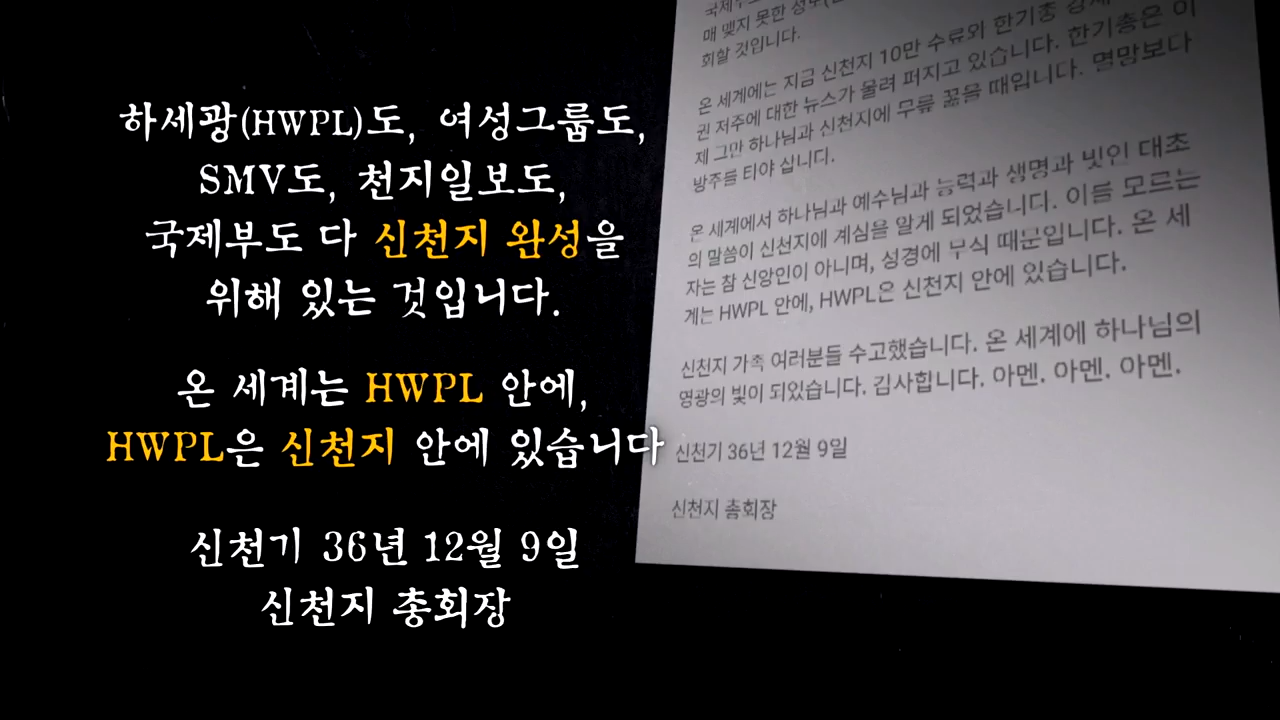 하세광(HWPL)도, 여성그룹도,
SMV도, 천지일보도,
국제부도 다 신천지 완성을
위해 있는 것입니다.
온 세계는 HWPL 안에,
HWPL은 신천지 안에 있습니다
신천기 36년 12월 9일
신천지 총회장
매 맺지 못한
회할 것입니다.
온 세계에는 지금 신천지 10만 수료와 한기총
권 저주에 대한 뉴스가 울려 퍼지고 있습니다. 한기총은 이
제 그만 하나님과 신천지에 무릎 꿇을 때입니다. 멸망보다
방주를 타야 십니다.
온 세계에서 하나님과 예수님과 능력과 생명과 빛인 대초
의 말씀이 신천지에 계심을 알게 되었습니다. 이를 모르는
자는 참 신앙인이 아니며, 성경에 무식 때문입니다. 온 세
계는 HWPL 안에, HWPL은 신천지 안에 있습니다.
신천지 가족 여러분들 수고했습니다. 온 세계에 하나님의
영광의 빛이 되었습니다. 감사합니다. 아멘. 아멘. 아멘.
신천기 36년 12월 9일
신천지 총회장